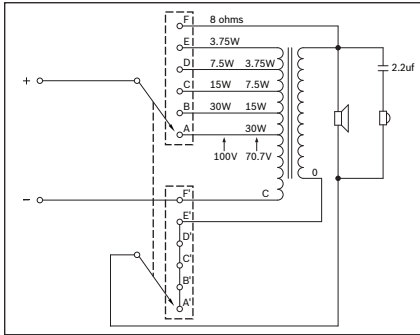 F 8 ohms
E 3.75W
D 7.5W 3.75W
C 15W 7.5W
B 30W 15W
A 30W
100V 70.7V
2.2uf
+
−
0
C
F'
E'
D'
C'
B'
A'